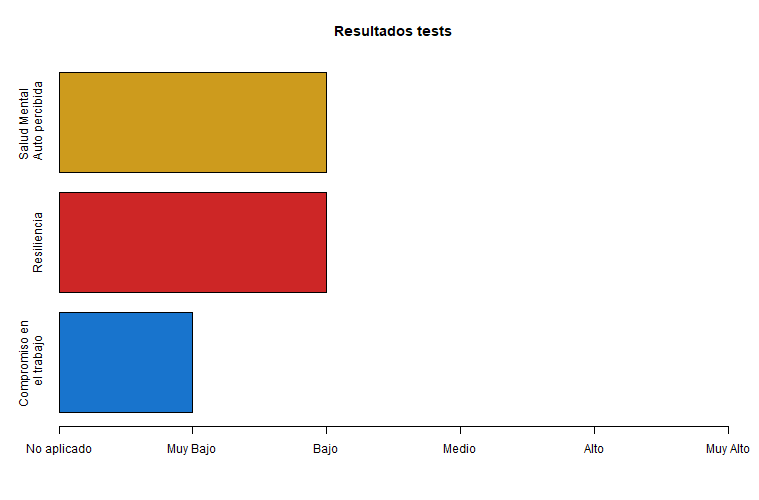 Resultados tests
Salud Mental
Auto percibida
Resiliencia
Compromiso en
el trabajo
No aplicado
Muy Bajo
Bajo
Medio
Alto
Muy Alto